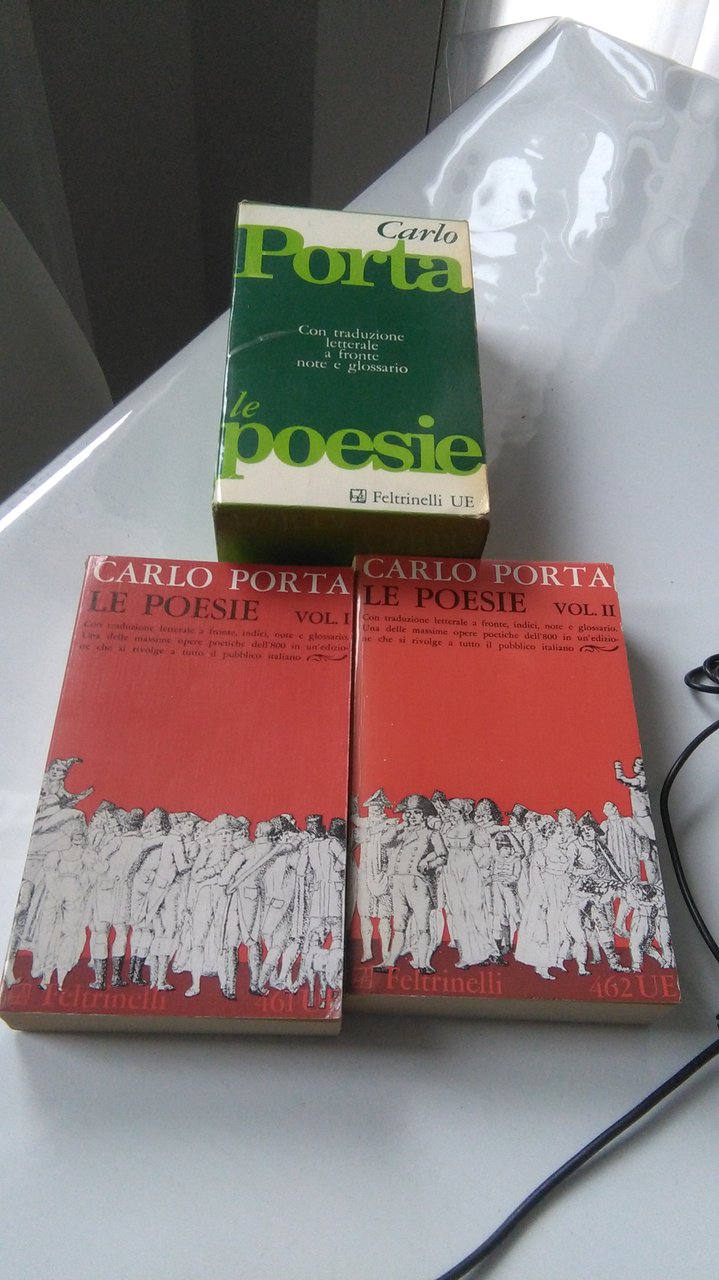 Carlo
Porta
Con traduzione
letterale
a fronte
note e glossario
le
poesie
Feltrinelli UE
CARLO PORTA
LE POESIE VOL. I
Con traduzione letterale a fronte, indici, note e glossario.
Una delle massime opere poetiche dell'800 in un'edizio-
ne che si rivolge a tutto il pubblico italiano
Feltrinelli 461 UE
CARLO PORTA
LE POESIE VOL. II
Con traduzione letterale a fronte, indici, note e glossario.
Una delle massime opere poetiche dell'800 in un'edizio-
ne che si rivolge a tutto il pubblico italiano
Feltrinelli 462 UE